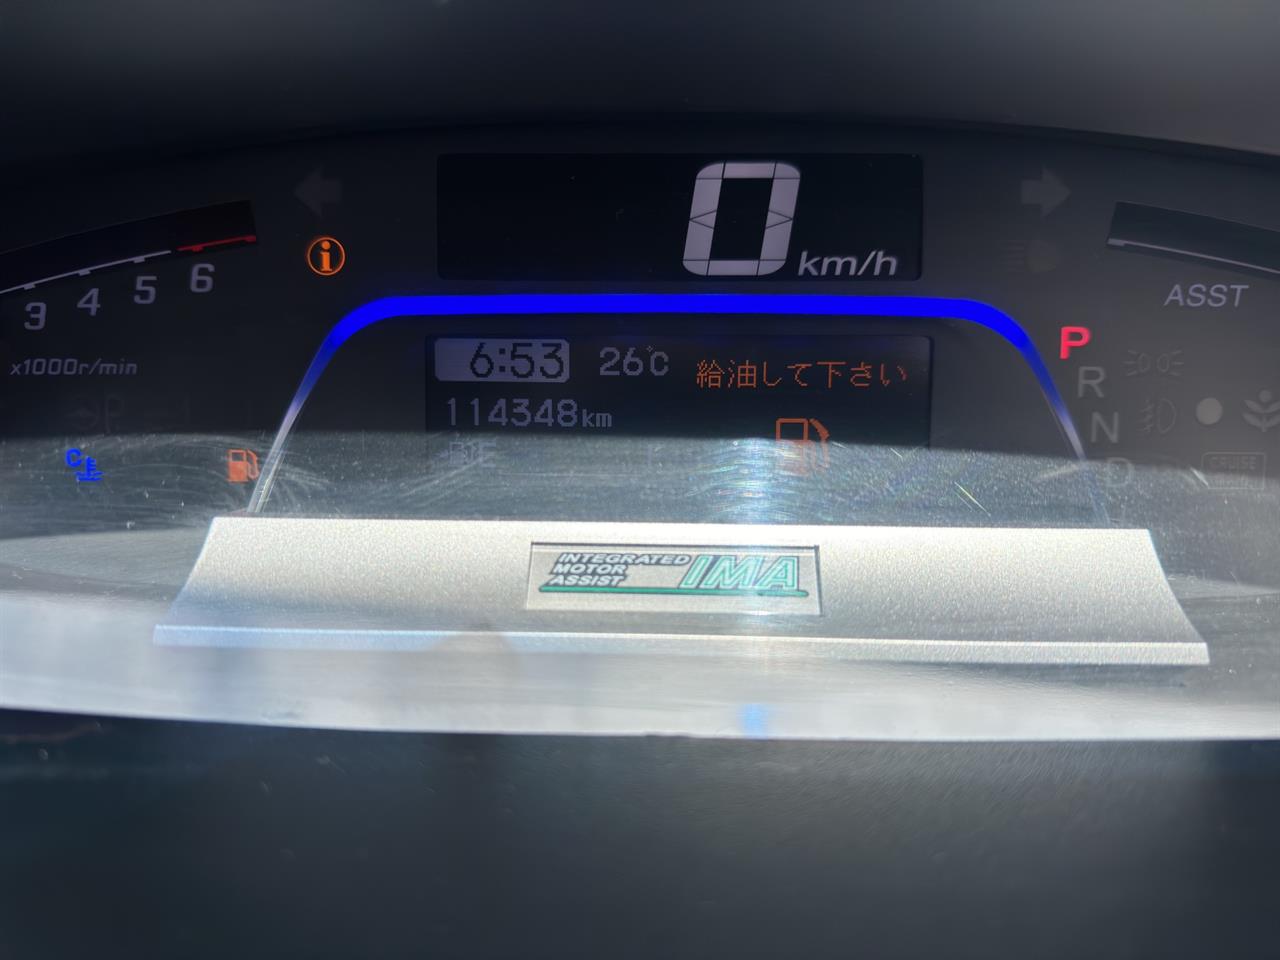 0 km/h
3 4 5 6
ASST
x1000r/min
6:53 26℃ 給油して下さい
114348km
P
R
N
D
C
E
INTEGRATED
MOTOR
ASSIST
IMA